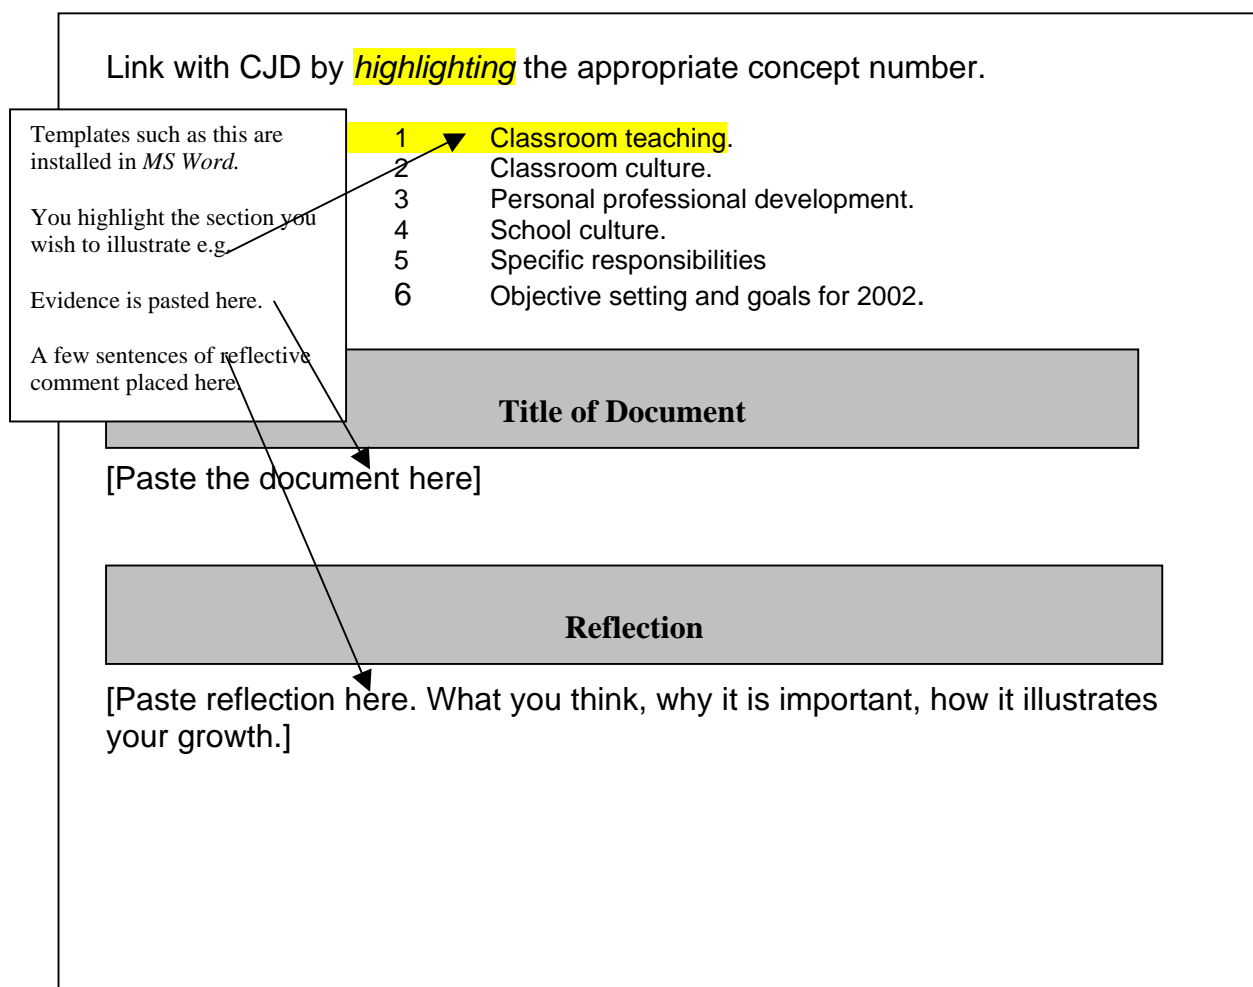 Link with CJD by highlighting the appropriate concept number.
Templates such as this are
installed in MS Word.
You highlight the section you
wish to illustrate e.g.
Evidence is pasted here.
A few sentences of reflective
comment placed here.
1 Classroom teaching.
2 Classroom culture.
3 Personal professional development.
4 School culture.
5 Specific responsibilities
6 Objective setting and goals for 2002.
Title of Document
[Paste the document here]
Reflection
[Paste reflection here. What you think, why it is important, how it illustrates
your growth.]